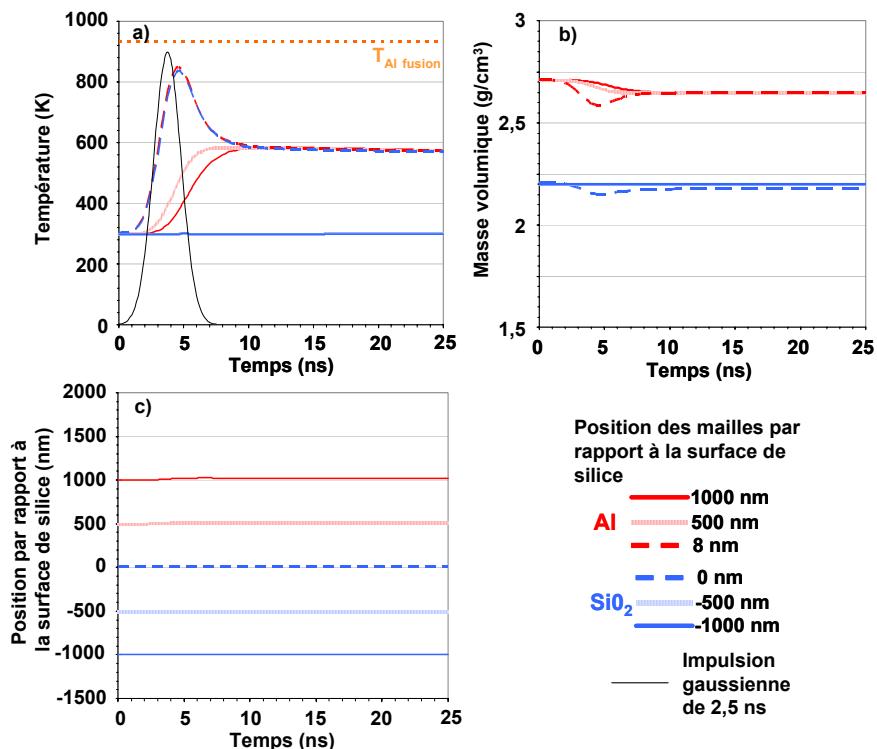 a)
1000
800
600
400
200
0
Température (K)
T Al fusion
0 5 10 15 20 25
Temps (ns)
b)
3
2,5
2
1,5
Masse volumique (g/cm³)
0 5 10 15 20 25
Temps (ns)
c)
2000
1500
1000
500
0
-500
-1000
-1500
Position par rapport à
la surface de silice (nm)
0 5 10 15 20 25
Temps (ns)
Position des mailles par
rapport à la surface de
silice
1000 nm
Al 500 nm
8 nm
0 nm
Si0₂ -500 nm
-1000 nm
Impulsion
gaussienne
de 2,5 ns